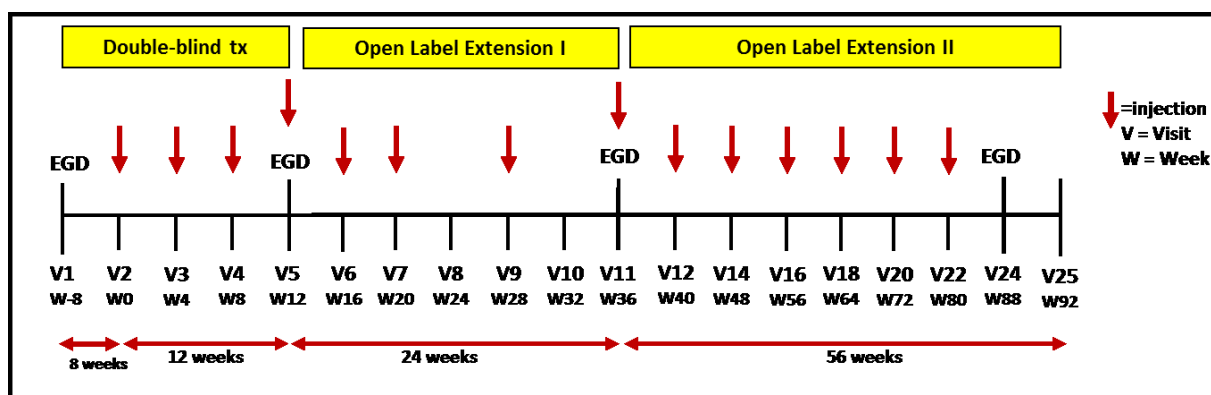 Double-blind tx
Open Label Extension I
Open Label Extension II
=injection
V = Visit
W = Week
EGD
EGD
EGD
EGD
V1 V2 V3 V4 V5 V6 V7 V8 V9 V10 V11 V12 V14 V16 V18 V20 V22 V24 V25
W-8 W0 W4 W8 W12 W16 W20 W24 W28 W32 W36 W40 W48 W56 W64 W72 W80 W88 W92
8 weeks 12 weeks 24 weeks 56 weeks